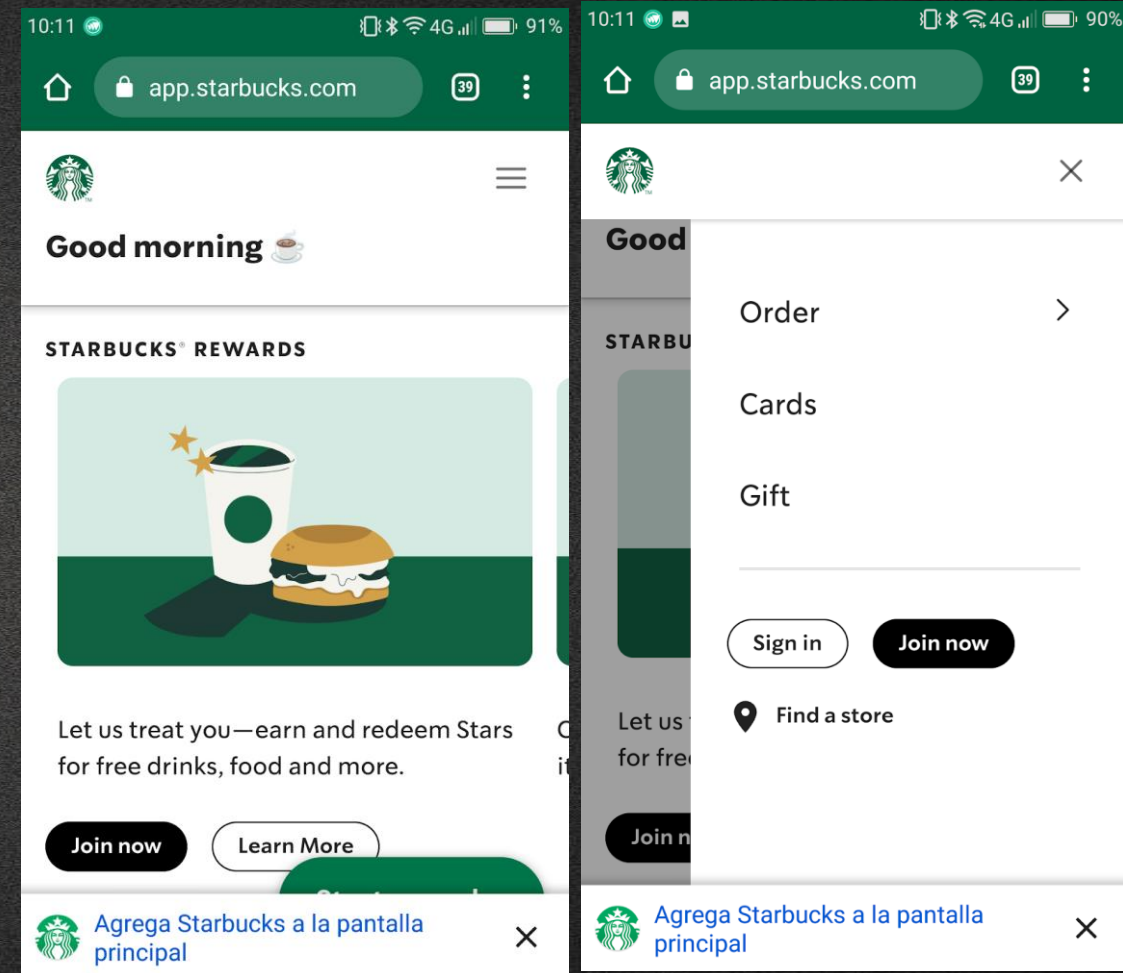 10:11 4G 91%
39
app.starbucks.com
Good morning
STARBUCKS® REWARDS
Let us treat you—earn and redeem Stars
for free drinks, food and more.
Join now
Learn More
Agrega Starbucks a la pantalla
principal
10:11 4G 90%
app.starbucks.com
39
Good
STARBU
Order
Cards
Gift
Sign in
Join now
Find a store
Let us
for fre
Join n
Agrega Starbucks a la pantalla
principal